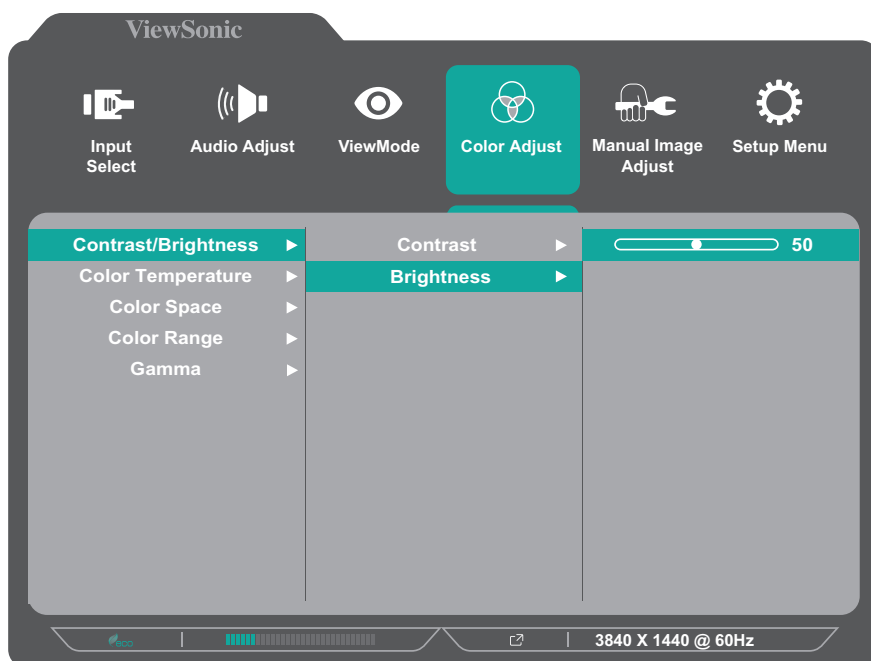 ViewSonic
Input Select
Audio Adjust
ViewMode
Color Adjust
Manual Image Adjust
Setup Menu
Contrast/Brightness
Contrast
50
Color Temperature
Brightness
Color Space
Color Range
Gamma
eco
3840 X 1440 @ 60Hz